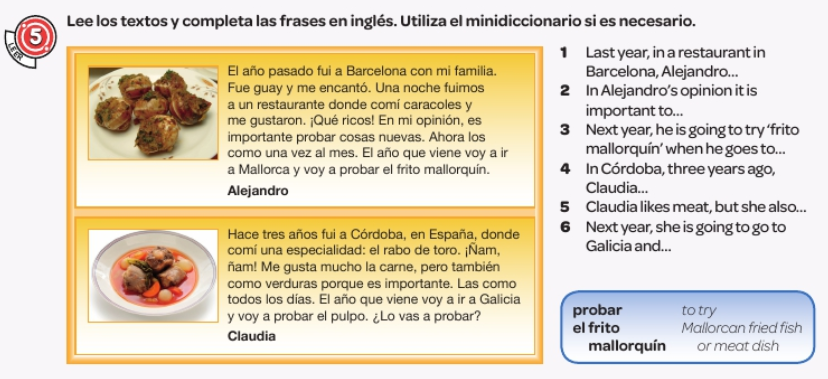 5
LEER
Lee los textos y completa las frases en inglés. Utiliza el minidiccionario si es necesario.
El año pasado fui a Barcelona con mi familia.
Fue guay y me encantó. Una noche fuimos
a un restaurante donde comí caracoles y
me gustaron. ¡Qué ricos! En mi opinión, es
importante probar cosas nuevas. Ahora los
como una vez al mes. El año que viene voy a ir
a Mallorca y voy a probar el frito mallorquín.
Alejandro
Hace tres años fui a Córdoba, en España, donde
comí una especialidad: el rabo de toro. ¡Ñam,
ñam! Me gusta mucho la carne, pero también
como verduras porque es importante. Las como
todos los días. El año que viene voy a ir a Galicia
y voy a probar el pulpo. ¿Lo vas a probar?
Claudia
1 Last year, in a restaurant in
Barcelona, Alejandro...
2 In Alejandro's opinion it is
important to...
3 Next year, he is going to try ‘frito
mallorquín’ when he goes to...
4 In Córdoba, three years ago,
Claudia...
5 Claudia likes meat, but she also...
6 Next year, she is going to go to
Galicia and...
probar to try
el frito Mallorcan fried fish
mallorquín or meat dish